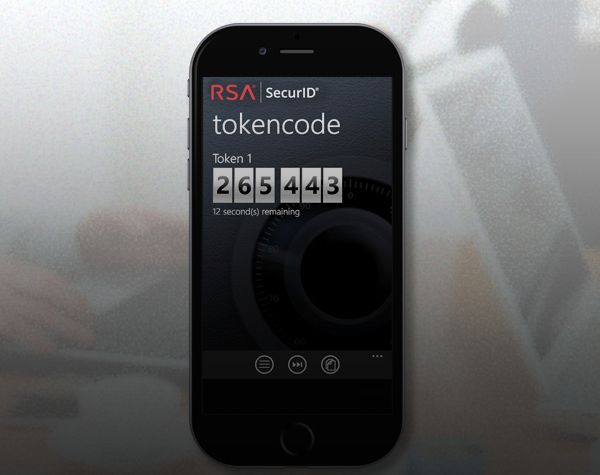 RSA® | SecurID®
tokencode
Token 1
265 443
12 second(s) remaining